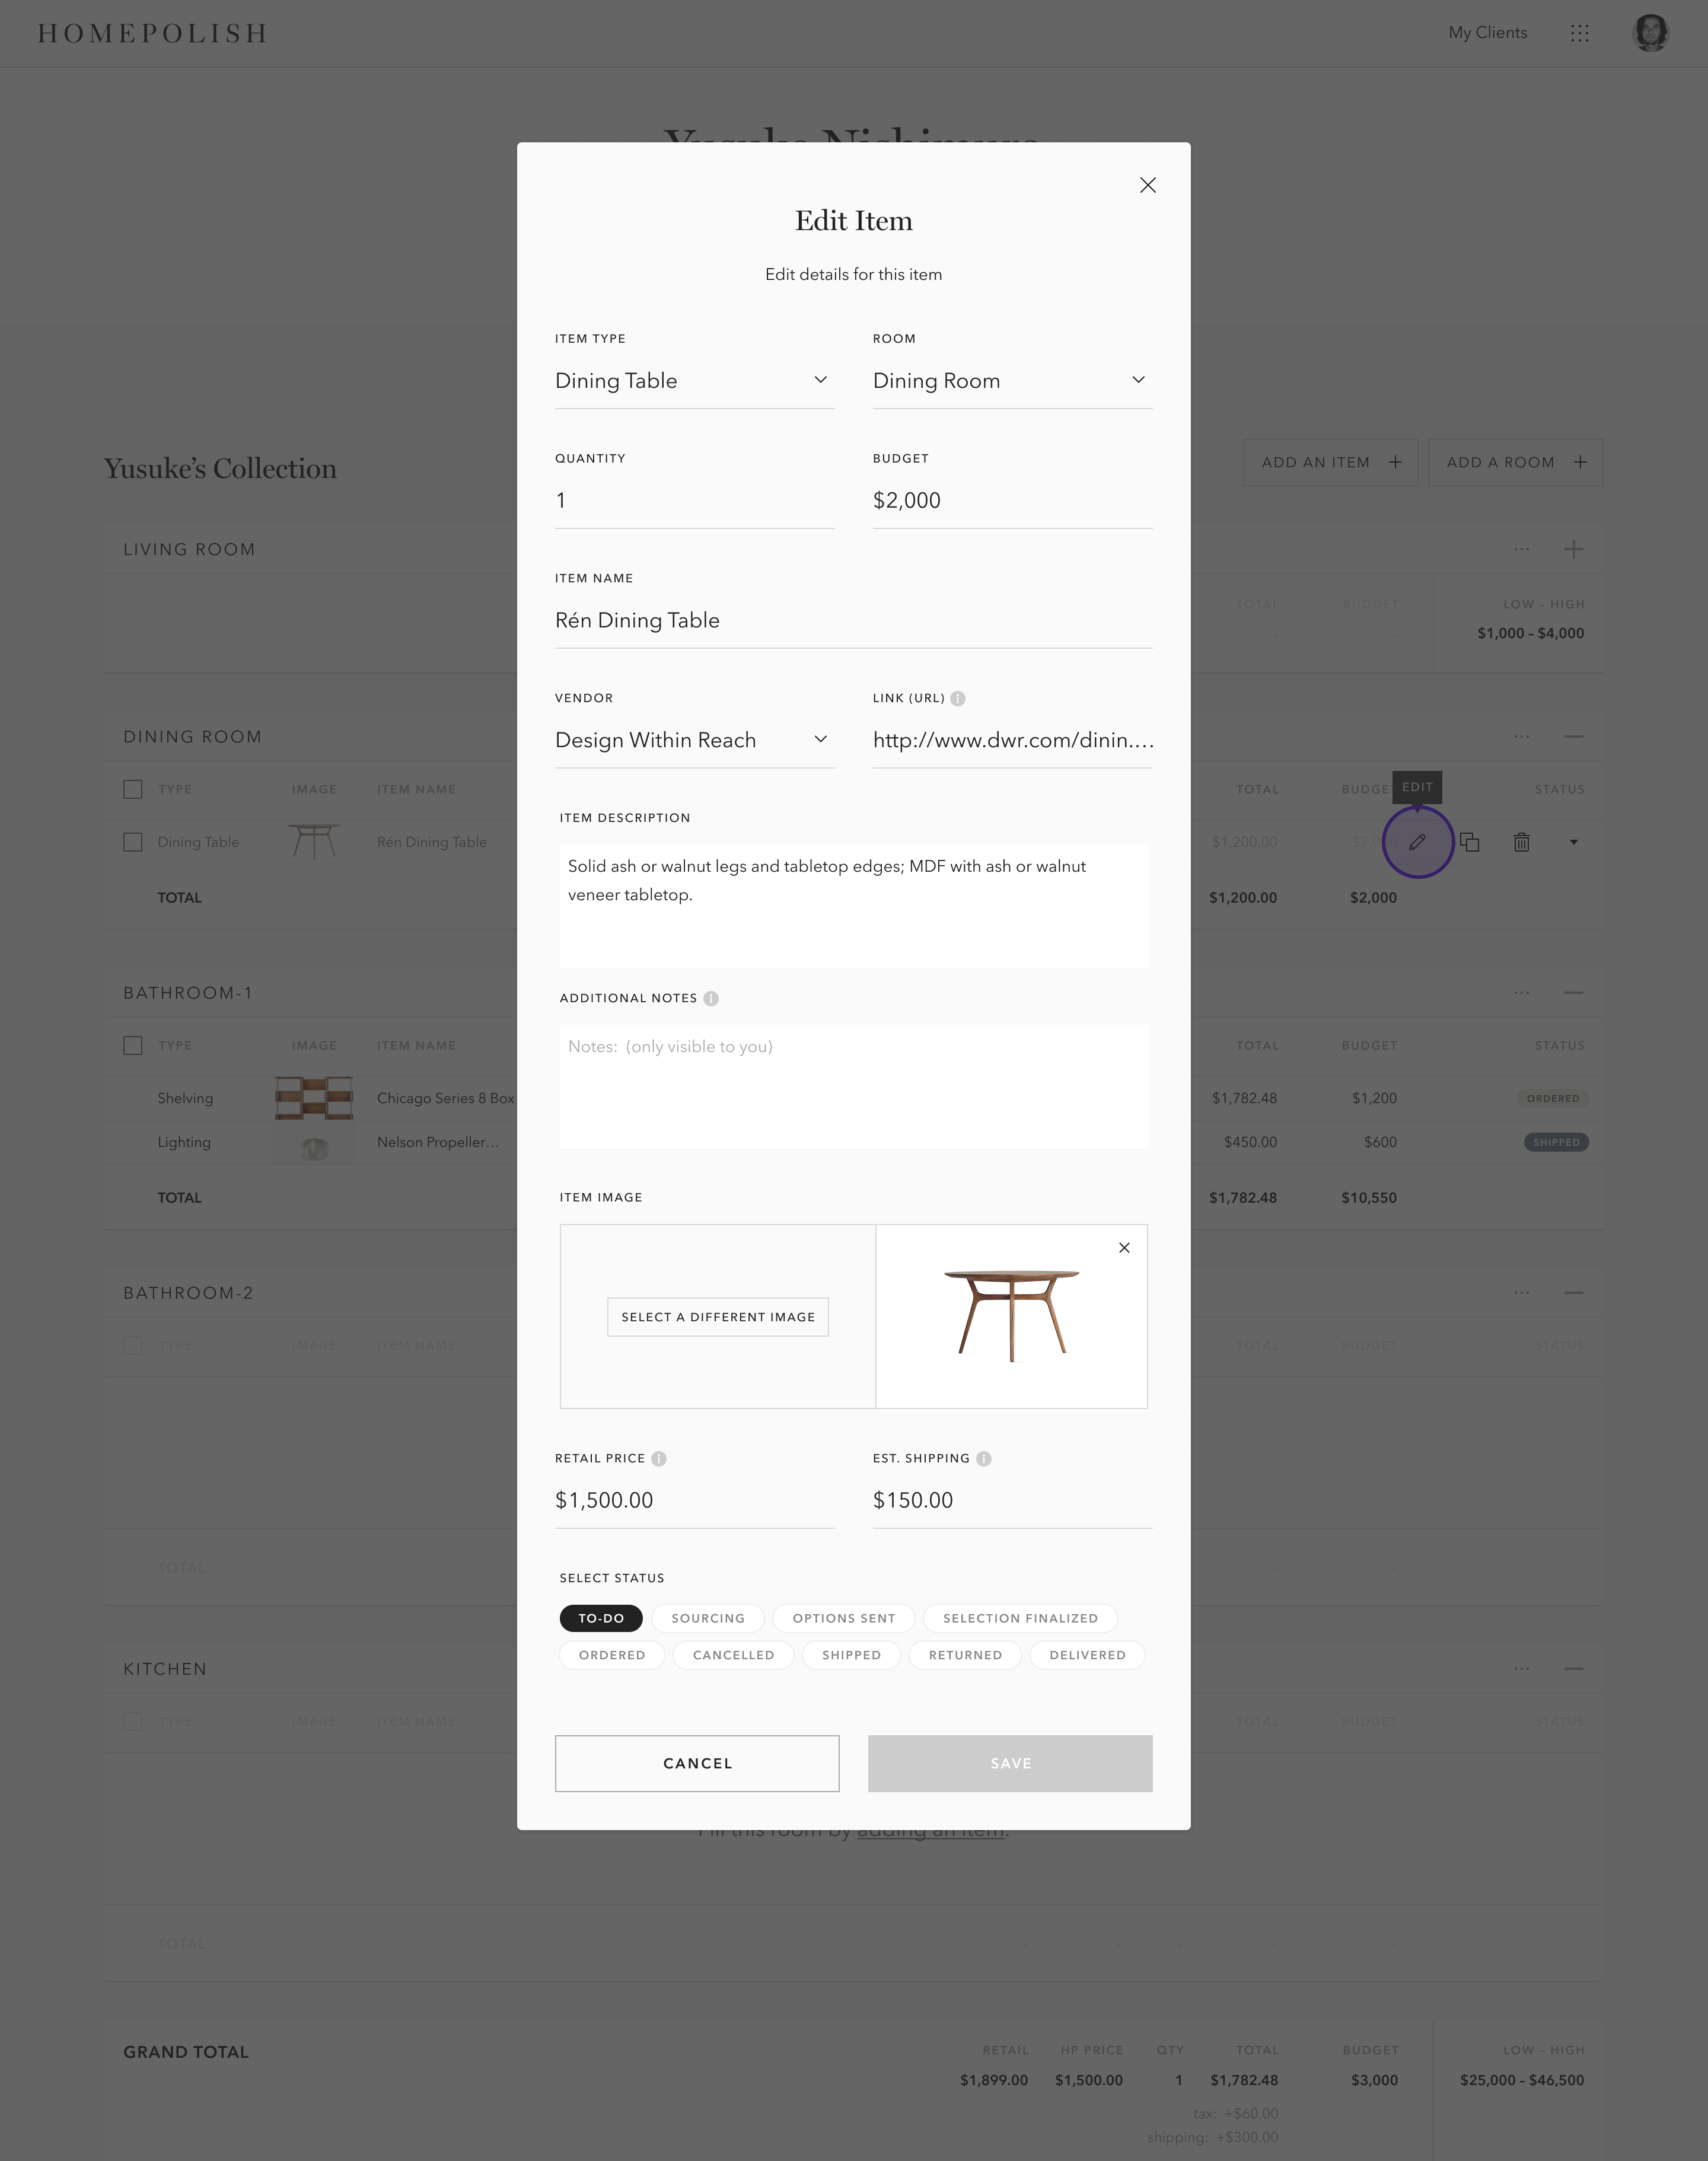 HOMEPOLISH
My Clients
Yusuke Nishimura
Edit Item
Edit details for this item
ITEM TYPE
ROOM
Dining Table
Dining Room
QUANTITY
BUDGET
1
$2,000
ITEM NAME
Rén Dining Table
VENDOR
LINK (URL) i
Design Within Reach
http://www.dwr.com/dinin....
ITEM DESCRIPTION
Solid ash or walnut legs and tabletop edges; MDF with ash or walnut
veneer tabletop.
ADDITIONAL NOTES i
Notes: (only visible to you)
ITEM IMAGE
SELECT A DIFFERENT IMAGE
RETAIL PRICE i
EST. SHIPPING i
$1,500.00
$150.00
SELECT STATUS
TO-DO SOURCING OPTIONS SENT SELECTION FINALIZED
ORDERED CANCELLED SHIPPED RETURNED DELIVERED
CANCEL
SAVE
Yusuke’s Collection
ADD AN ITEM +
ADD A ROOM +
LIVING ROOM
TOTAL BUDGET LOW – HIGH
- - $1,000 – $4,000
DINING ROOM
TYPE IMAGE ITEM NAME TOTAL BUDGET STATUS
EDIT
Dining Table Rén Dining Table $1,200.00
TOTAL $1,200.00 $2,000
BATHROOM-1
TYPE IMAGE ITEM NAME TOTAL BUDGET STATUS
Shelving Chicago Series 8 Box $1,782.48 $1,200 ORDERED
Lighting Nelson Propeller... $450.00 $600 SHIPPED
TOTAL $1,782.48 $10,550
BATHROOM-2
TYPE IMAGE ITEM NAME TOTAL BUDGET STATUS
TOTAL
KITCHEN
TYPE IMAGE ITEM NAME TOTAL BUDGET STATUS
Fill this room by adding an item.
TOTAL - - - - -
GRAND TOTAL
RETAIL HP PRICE QTY TOTAL BUDGET LOW – HIGH
$1,899.00 $1,500.00 1 $1,782.48 $3,000 $25,000 – $46,500
tax: +$60.00
shipping: +$300.00